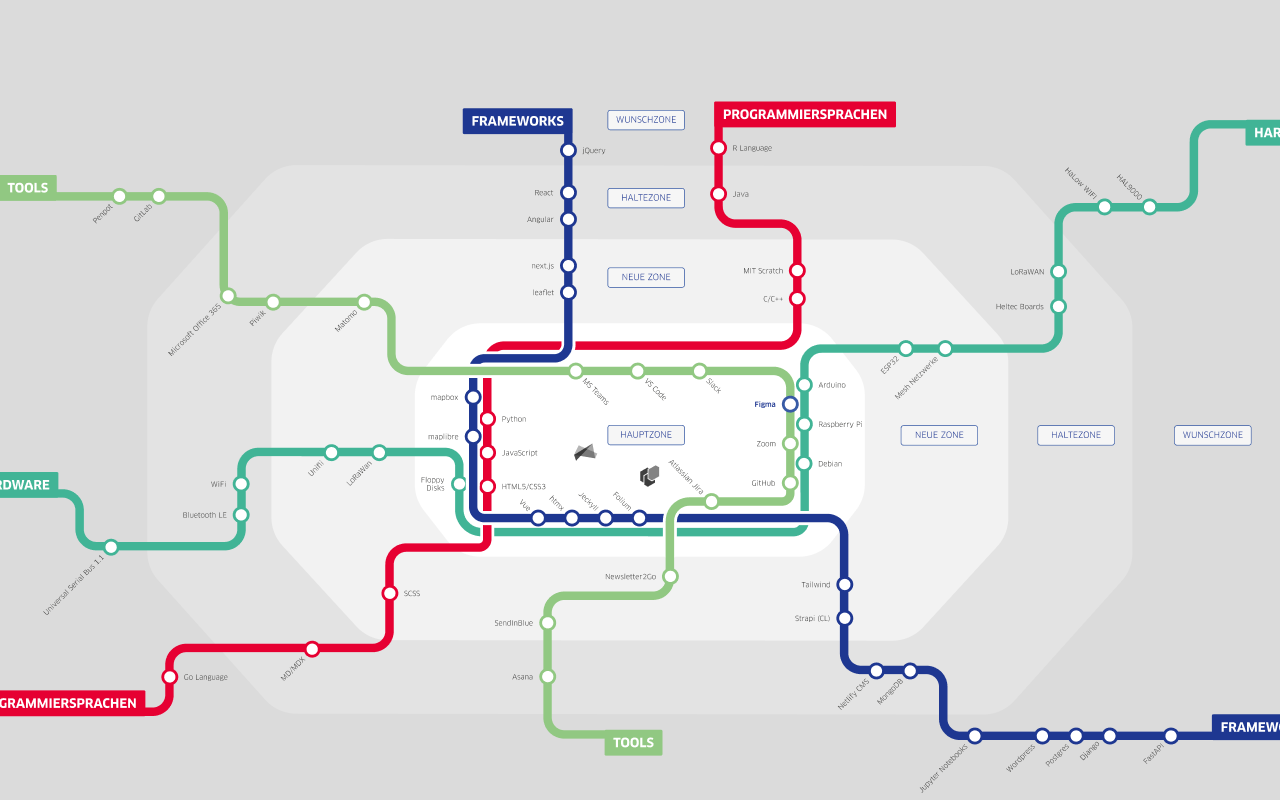 PROGRAMMIERSPRACHEN
FRAMEWORKS
WUNSCHZONE
HAR
jQuery
R Language
HaLow WiFi
HAL9000
TOOLS
Penpot
GitLab
React
HALTEZONE
Java
Angular
next.js
NEUE ZONE
MIT Scratch
LoRaWAN
leaflet
C/C++
Heltec Boards
Microsoft Office 365
Piwik
Matomo
ESP32
Mesh Netzwerke
MS Teams
VS Code
Slack
Arduino
mapbox
Figma
Python
Raspberry Pi
maplibre
HAUPTZONE
NEUE ZONE
HALTEZONE
WUNSCHZONE
Zoom
JavaScript
Debian
Unifi
LoRaWan
Atlassian Jira
RDWARE
WiFi
Floppy
Disks
HTML5/CSS3
GitHub
Bluetooth LE
Vue
htmx
Jeckyll
Folium
Universal Serial Bus 1.1
Newsletter2Go
Tailwind
SCSS
Strapi (CL)
SendInBlue
MD/MDX
Go Language
Asana
Netlify CMS
MongoDB
GRAMMIERSPRACHEN
FRAMEWO
TOOLS
Jupyter Notebooks
Wordpress
Postgres
Django
FastAPI